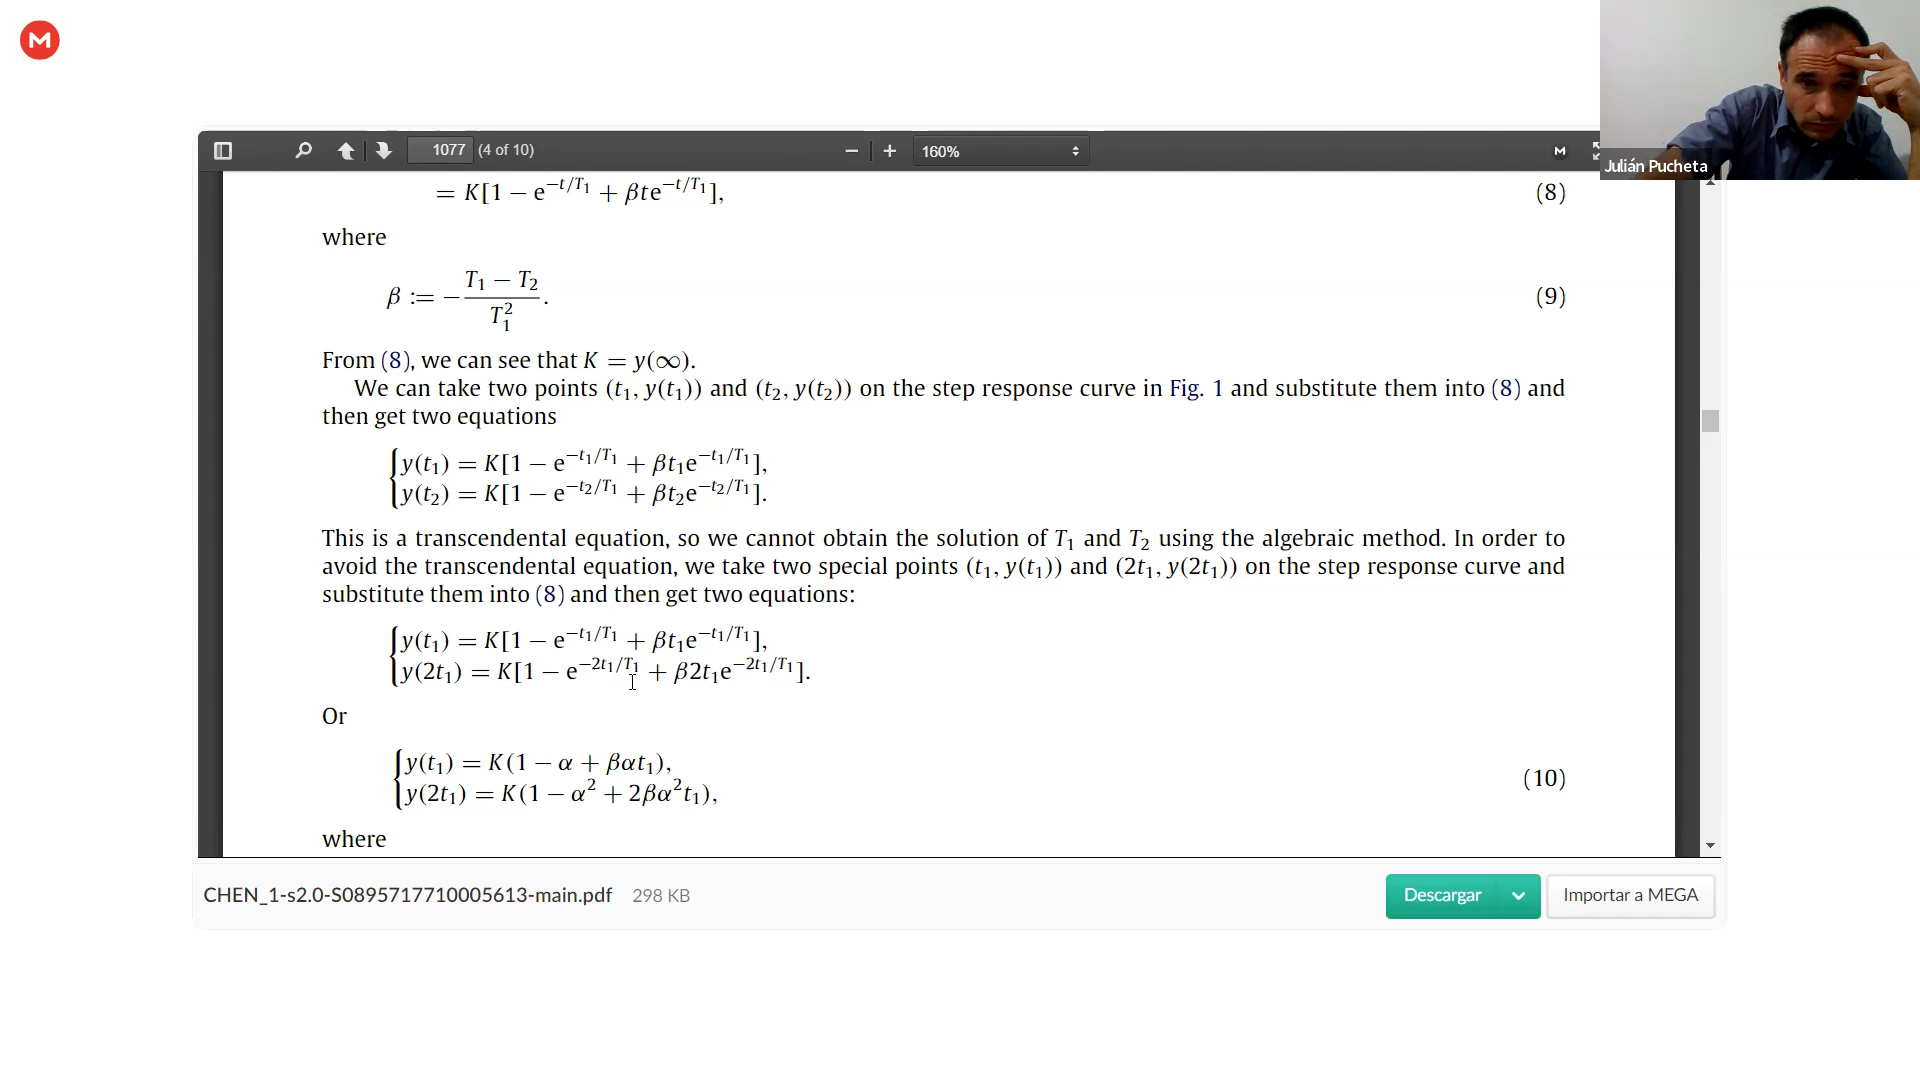 M
1077 (4 of 10)
− + 160%
M
Julián Pucheta
= K[1 − e^{−t/T₁} + βte^{−t/T₁}], (8)
where
β := −\frac{T₁ − T₂}{T₁²}. (9)
From (8), we can see that K = y(∞).
We can take two points (t₁, y(t₁)) and (t₂, y(t₂)) on the step response curve in Fig. 1 and substitute them into (8) and
then get two equations
y(t₁) = K[1 − e^{−t₁/T₁} + βt₁e^{−t₁/T₁}],
y(t₂) = K[1 − e^{−t₂/T₁} + βt₂e^{−t₂/T₁}].
This is a transcendental equation, so we cannot obtain the solution of T₁ and T₂ using the algebraic method. In order to
avoid the transcendental equation, we take two special points (t₁, y(t₁)) and (2t₁, y(2t₁)) on the step response curve and
substitute them into (8) and then get two equations:
y(t₁) = K[1 − e^{−t₁/T₁} + βt₁e^{−t₁/T₁}],
y(2t₁) = K[1 − e^{−2t₁/T₁} + β2t₁e^{−2t₁/T₁}].
Or
y(t₁) = K(1 − α + βαt₁),
y(2t₁) = K(1 − α² + 2βα²t₁), (10)
where
CHEN_1-s2.0-S0895717710005613-main.pdf 298 KB
Descargar
Importar a MEGA